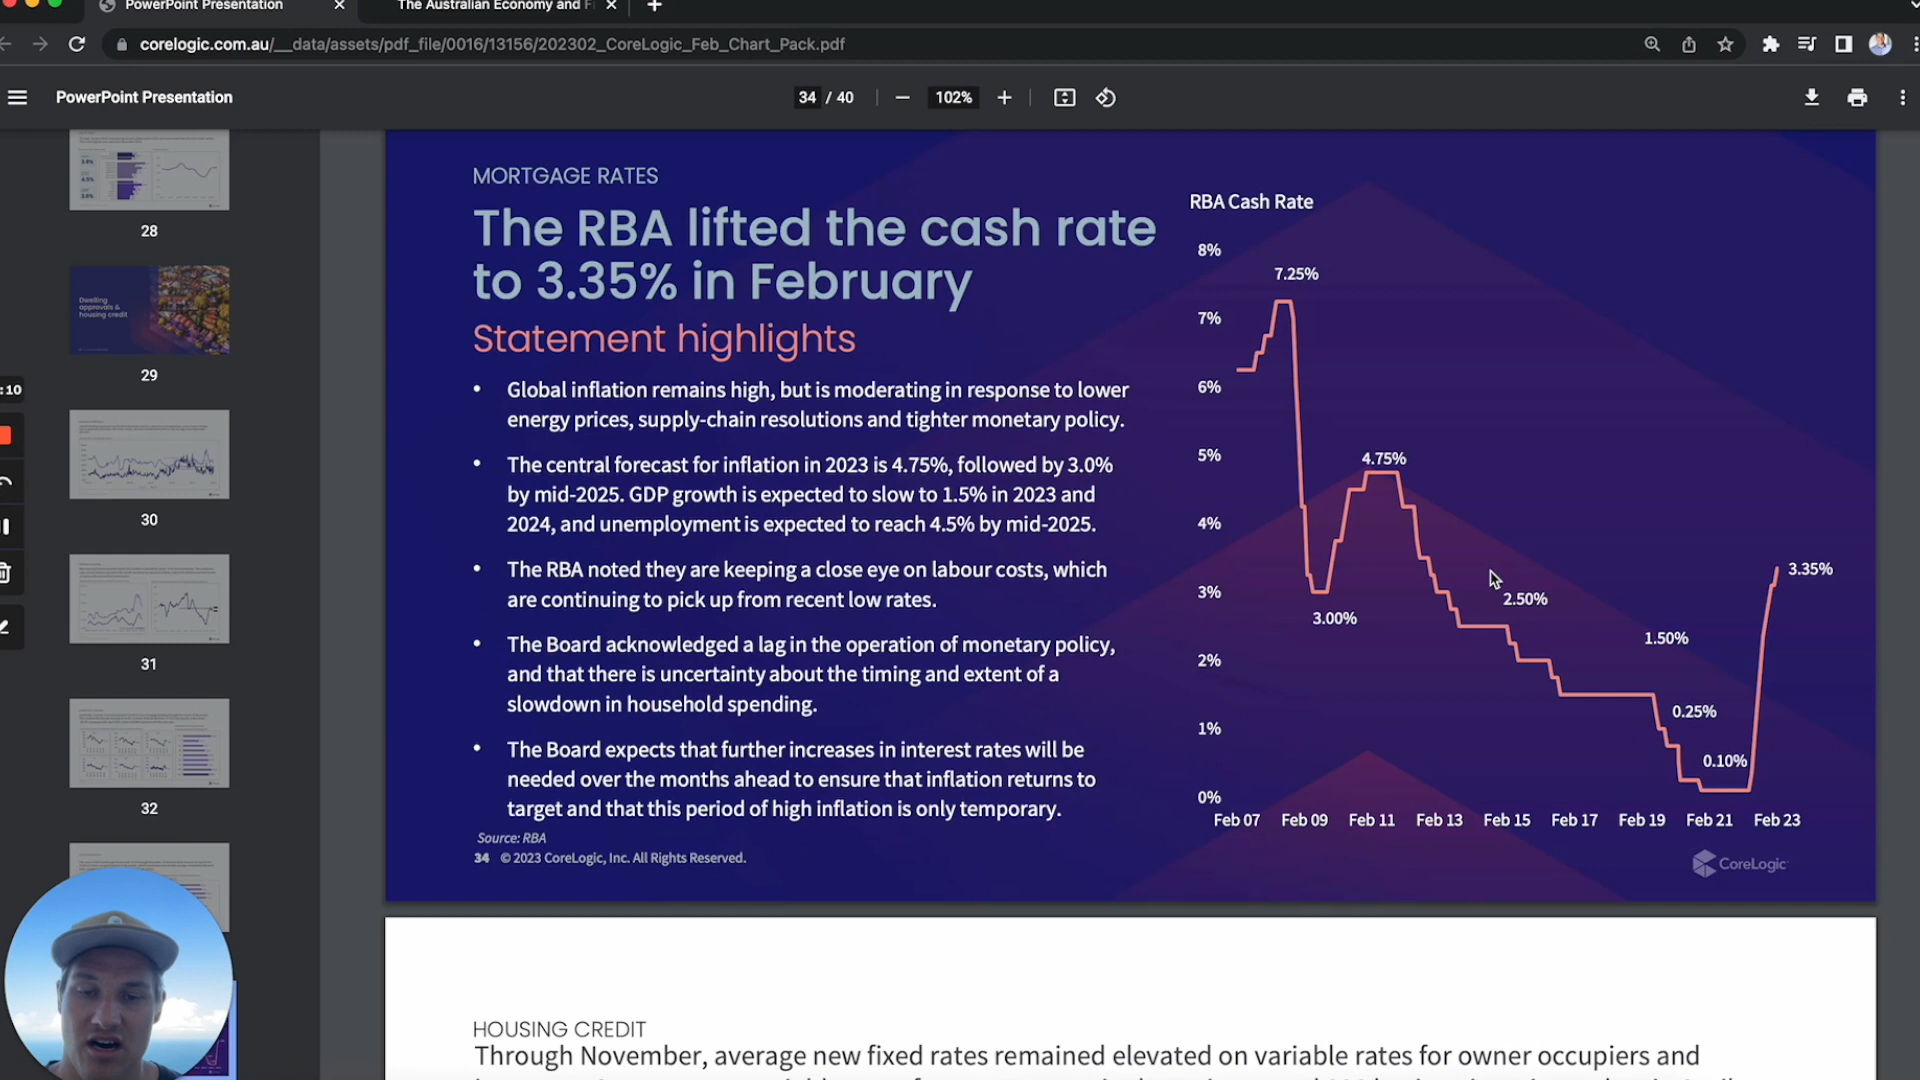 PowerPoint Presentation
The Australian Economy and F
corelogic.com.au/__data/assets/pdf_file/0016/13156/202302_CoreLogic_Feb_Chart_Pack.pdf
PowerPoint Presentation
34 / 40
102%
28
Dwelling
approvals &
housing credit
29
30
31
32
:10
MORTGAGE RATES
The RBA lifted the cash rate
to 3.35% in February
Statement highlights
• Global inflation remains high, but is moderating in response to lower
energy prices, supply-chain resolutions and tighter monetary policy.
• The central forecast for inflation in 2023 is 4.75%, followed by 3.0%
by mid-2025. GDP growth is expected to slow to 1.5% in 2023 and
2024, and unemployment is expected to reach 4.5% by mid-2025.
• The RBA noted they are keeping a close eye on labour costs, which
are continuing to pick up from recent low rates.
• The Board acknowledged a lag in the operation of monetary policy,
and that there is uncertainty about the timing and extent of a
slowdown in household spending.
• The Board expects that further increases in interest rates will be
needed over the months ahead to ensure that inflation returns to
target and that this period of high inflation is only temporary.
Source: RBA
34 © 2023 CoreLogic, Inc. All Rights Reserved.
RBA Cash Rate
8%
7%
6%
5%
4%
3%
2%
1%
0%
7.25%
4.75%
3.00%
2.50%
1.50%
0.25%
0.10%
3.35%
Feb 07 Feb 09 Feb 11 Feb 13 Feb 15 Feb 17 Feb 19 Feb 21 Feb 23
CoreLogic
HOUSING CREDIT
Through November, average new fixed rates remained elevated on variable rates for owner occupiers and